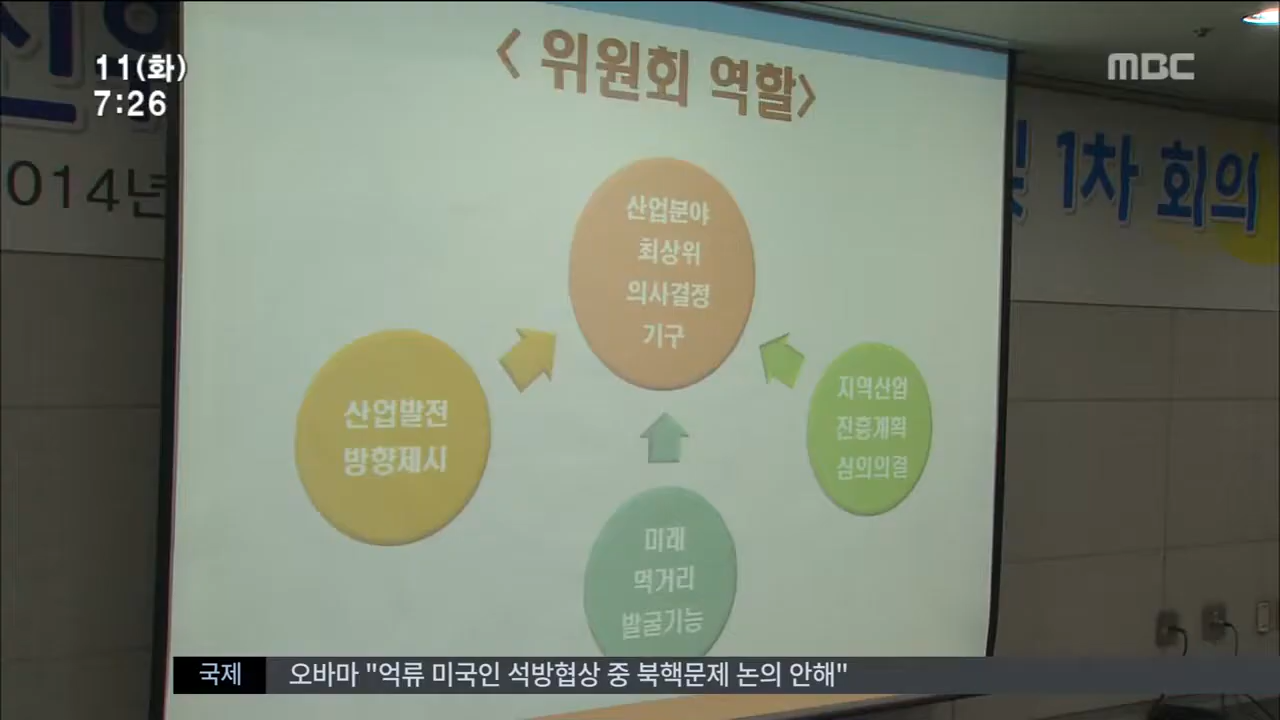 11(화)
7:26
MBC
014년
및 1차 회의
< 위원회 역할>
산업분야
최상위
의사결정
기구
산업발전
방향제시
지역산업
진흥계획
심의의결
미래
먹거리
발굴기능
국제 오바마 "억류 미국인 석방협상 중 북핵문제 논의 안해"